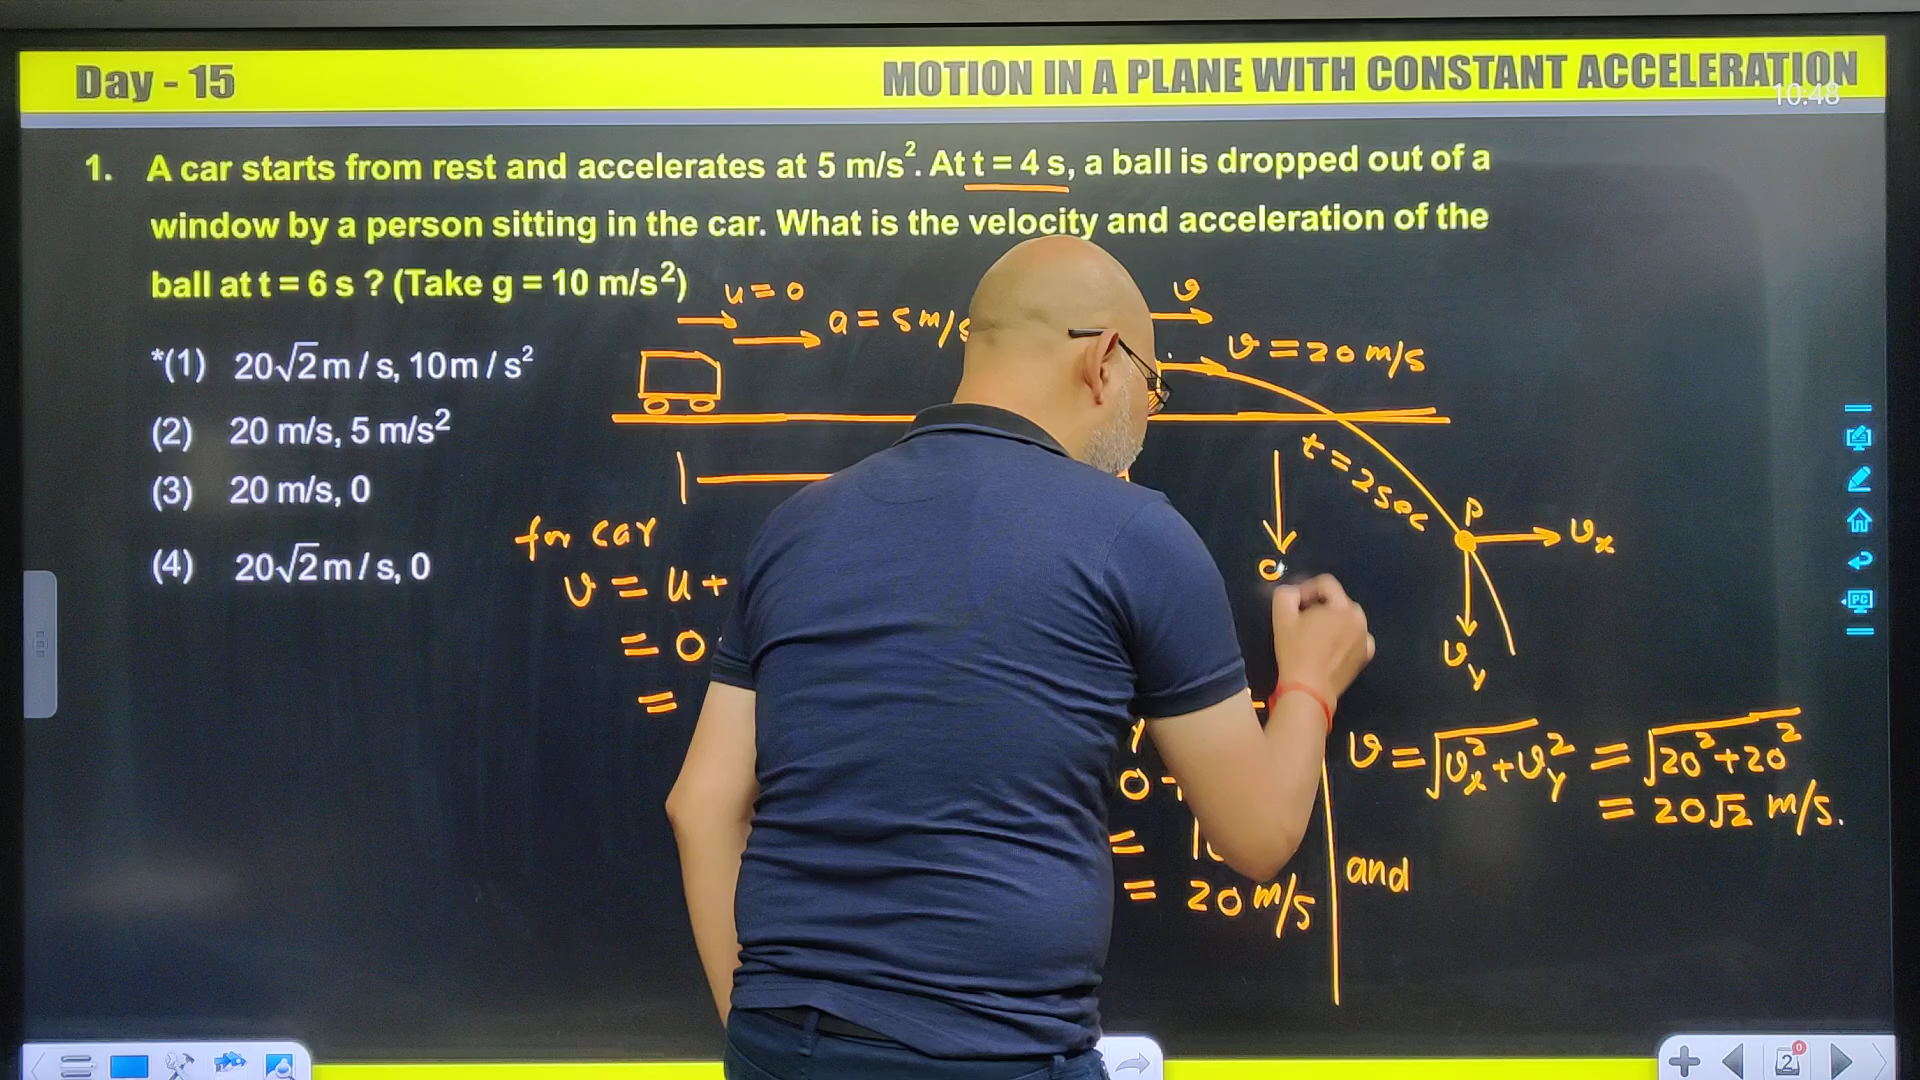 Day - 15
MOTION IN A PLANE WITH CONSTANT ACCELERATION
10:48
1. A car starts from rest and accelerates at 5 m/s². At t = 4 s, a ball is dropped out of a
window by a person sitting in the car. What is the velocity and acceleration of the
ball at t = 6 s ? (Take g = 10 m/s²)
*(1) 20√2 m / s, 10 m / s²
(2) 20 m/s, 5 m/s²
(3) 20 m/s, 0
(4) 20√2 m / s, 0
u = 0
a = 5 m/s
v
v = 20 m/s
t = 2 sec
P
vx
vy
for car
v = u +
= 0
=
y
0
=
= 20 m/s
v = √vx² + vy² = √20² + 20²
= 20√2 m/s.
and
PC
2
0